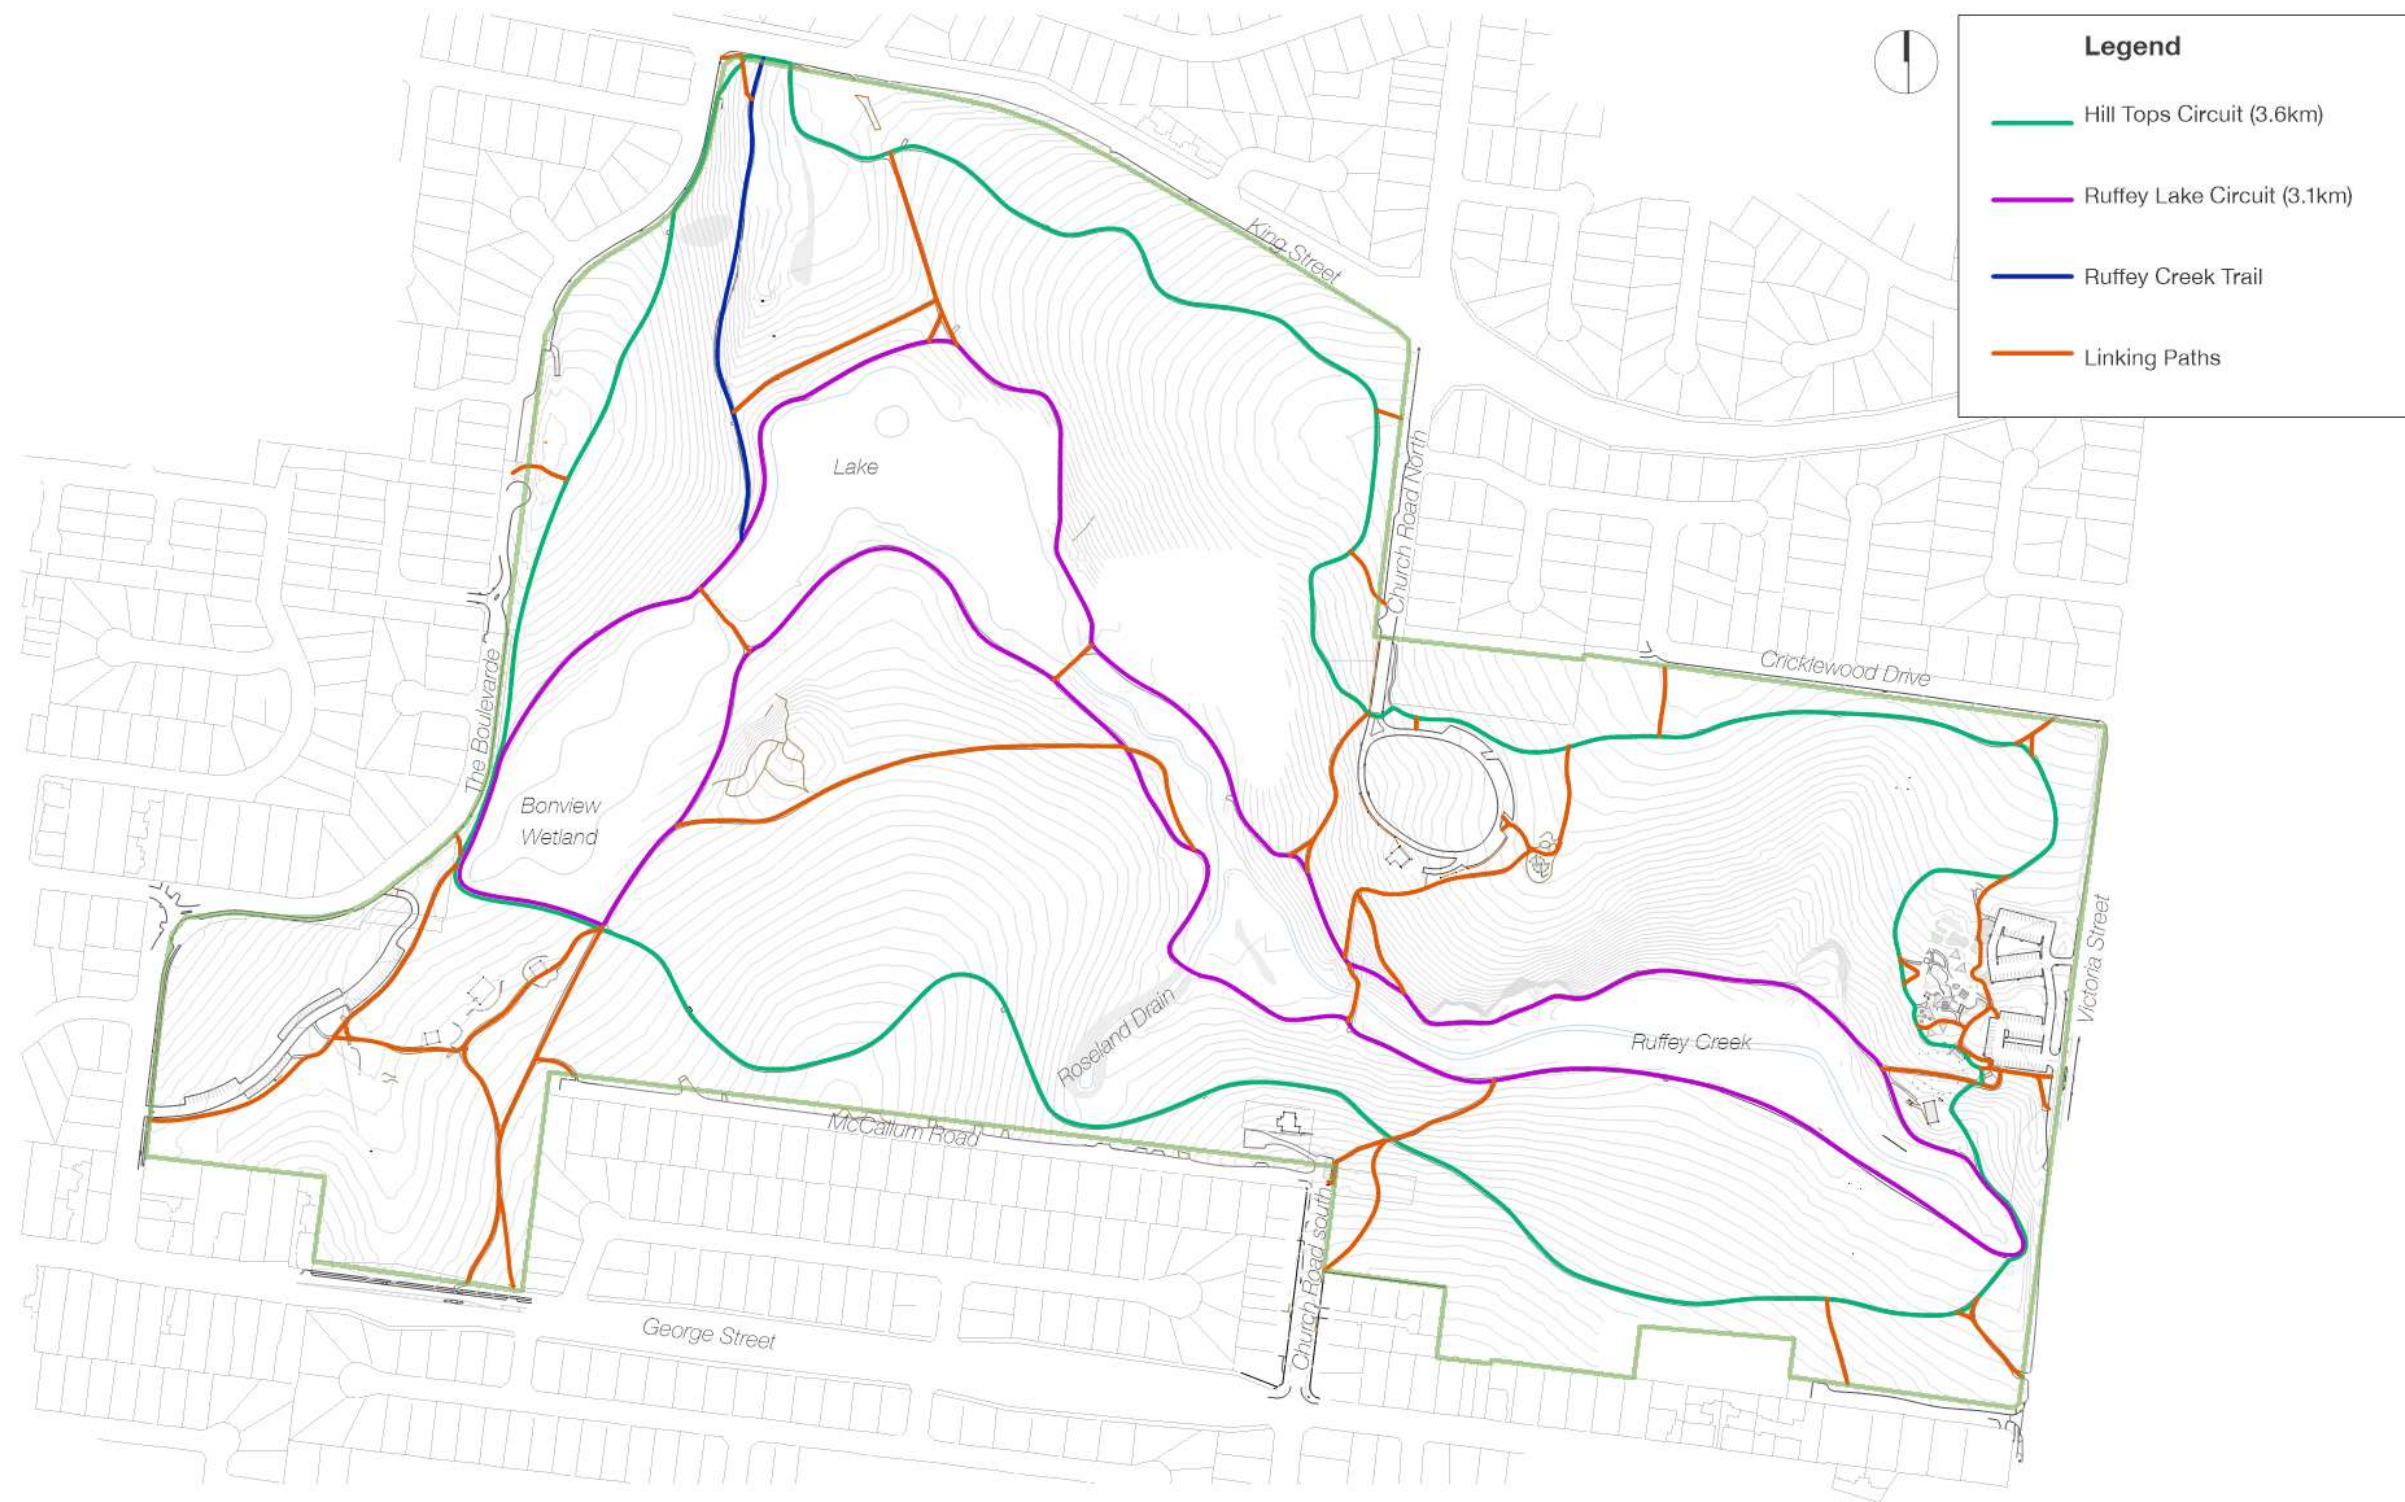 Legend
Hill Tops Circuit (3.6km)
Ruffey Lake Circuit (3.1km)
Ruffey Creek Trail
Linking Paths
King Street
Lake
Church Road North
Cricklewood Drive
The Boulevarde
Bonview
Wetland
Victoria Street
Roseland Drain
Ruffey Creek
McCallum Road
Church Road south
George Street